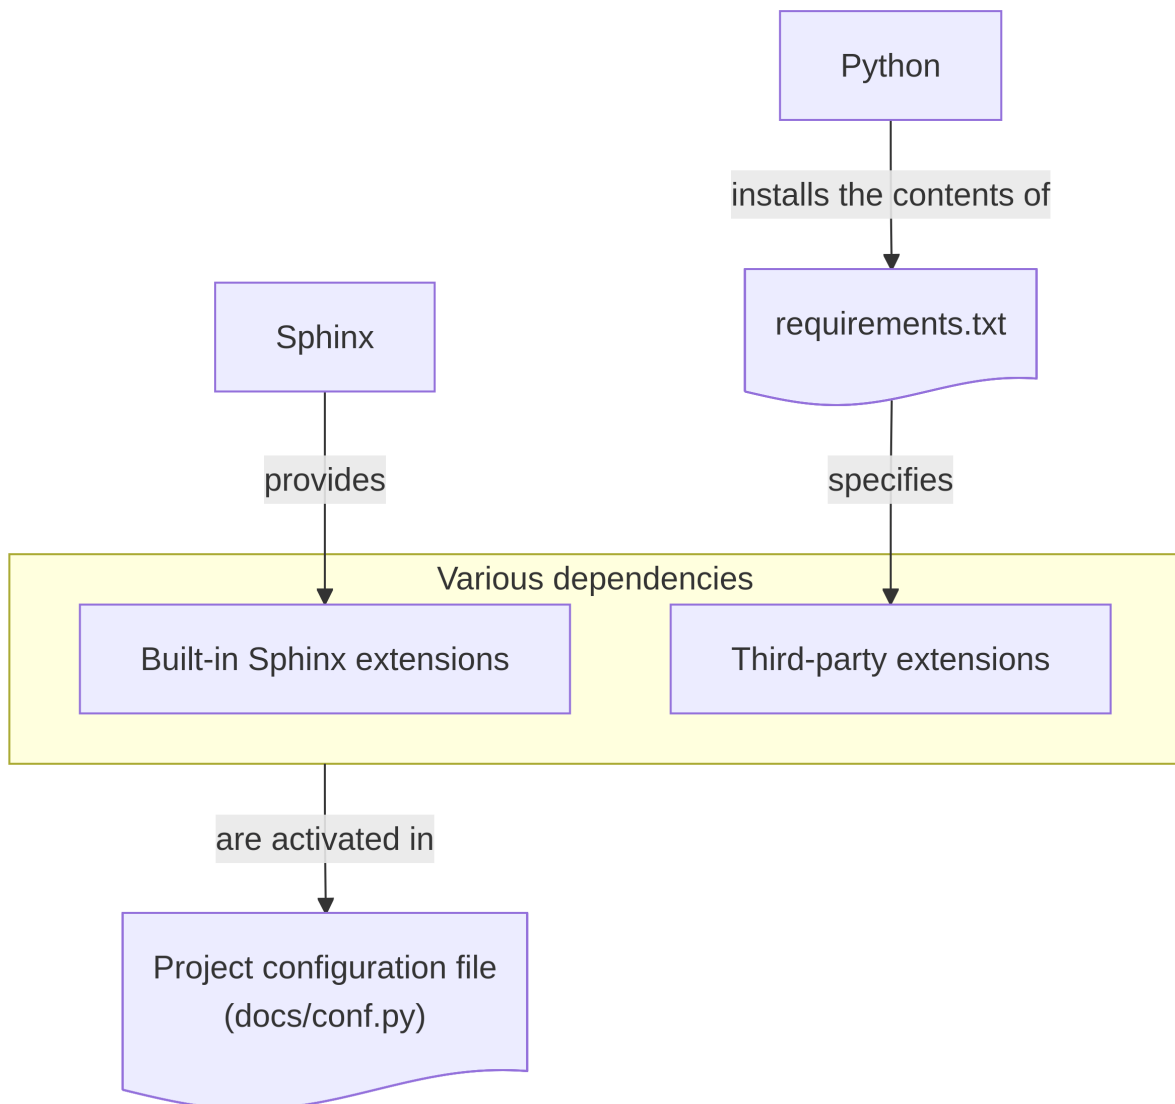 Python
installs the contents of
requirements.txt
Sphinx
provides
specifies
Various dependencies
Built-in Sphinx extensions
Third-party extensions
are activated in
Project configuration file
(docs/conf.py)